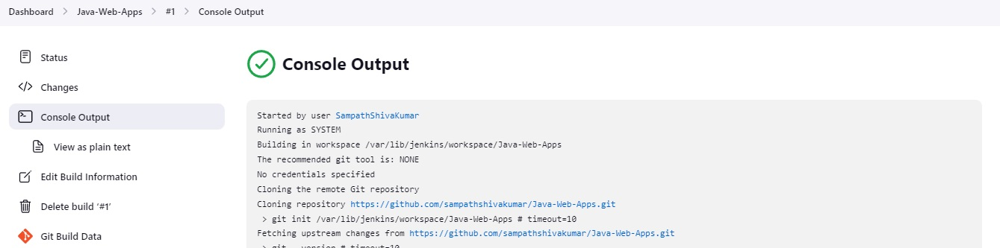 Dashboard > Java-Web-Apps > #1 > Console Output
Status
Changes
Console Output
View as plain text
Edit Build Information
Delete build ‘#1’
Git Build Data
Console Output
Started by user SampathShivaKumar
Running as SYSTEM
Building in workspace /var/lib/jenkins/workspace/Java-Web-Apps
The recommended git tool is: NONE
No credentials specified
Cloning the remote Git repository
Cloning repository https://github.com/sampathshivakumar/Java-Web-Apps.git
> git init /var/lib/jenkins/workspace/Java-Web-Apps # timeout=10
Fetching upstream changes from https://github.com/sampathshivakumar/Java-Web-Apps.git
> git --version # timeout=10